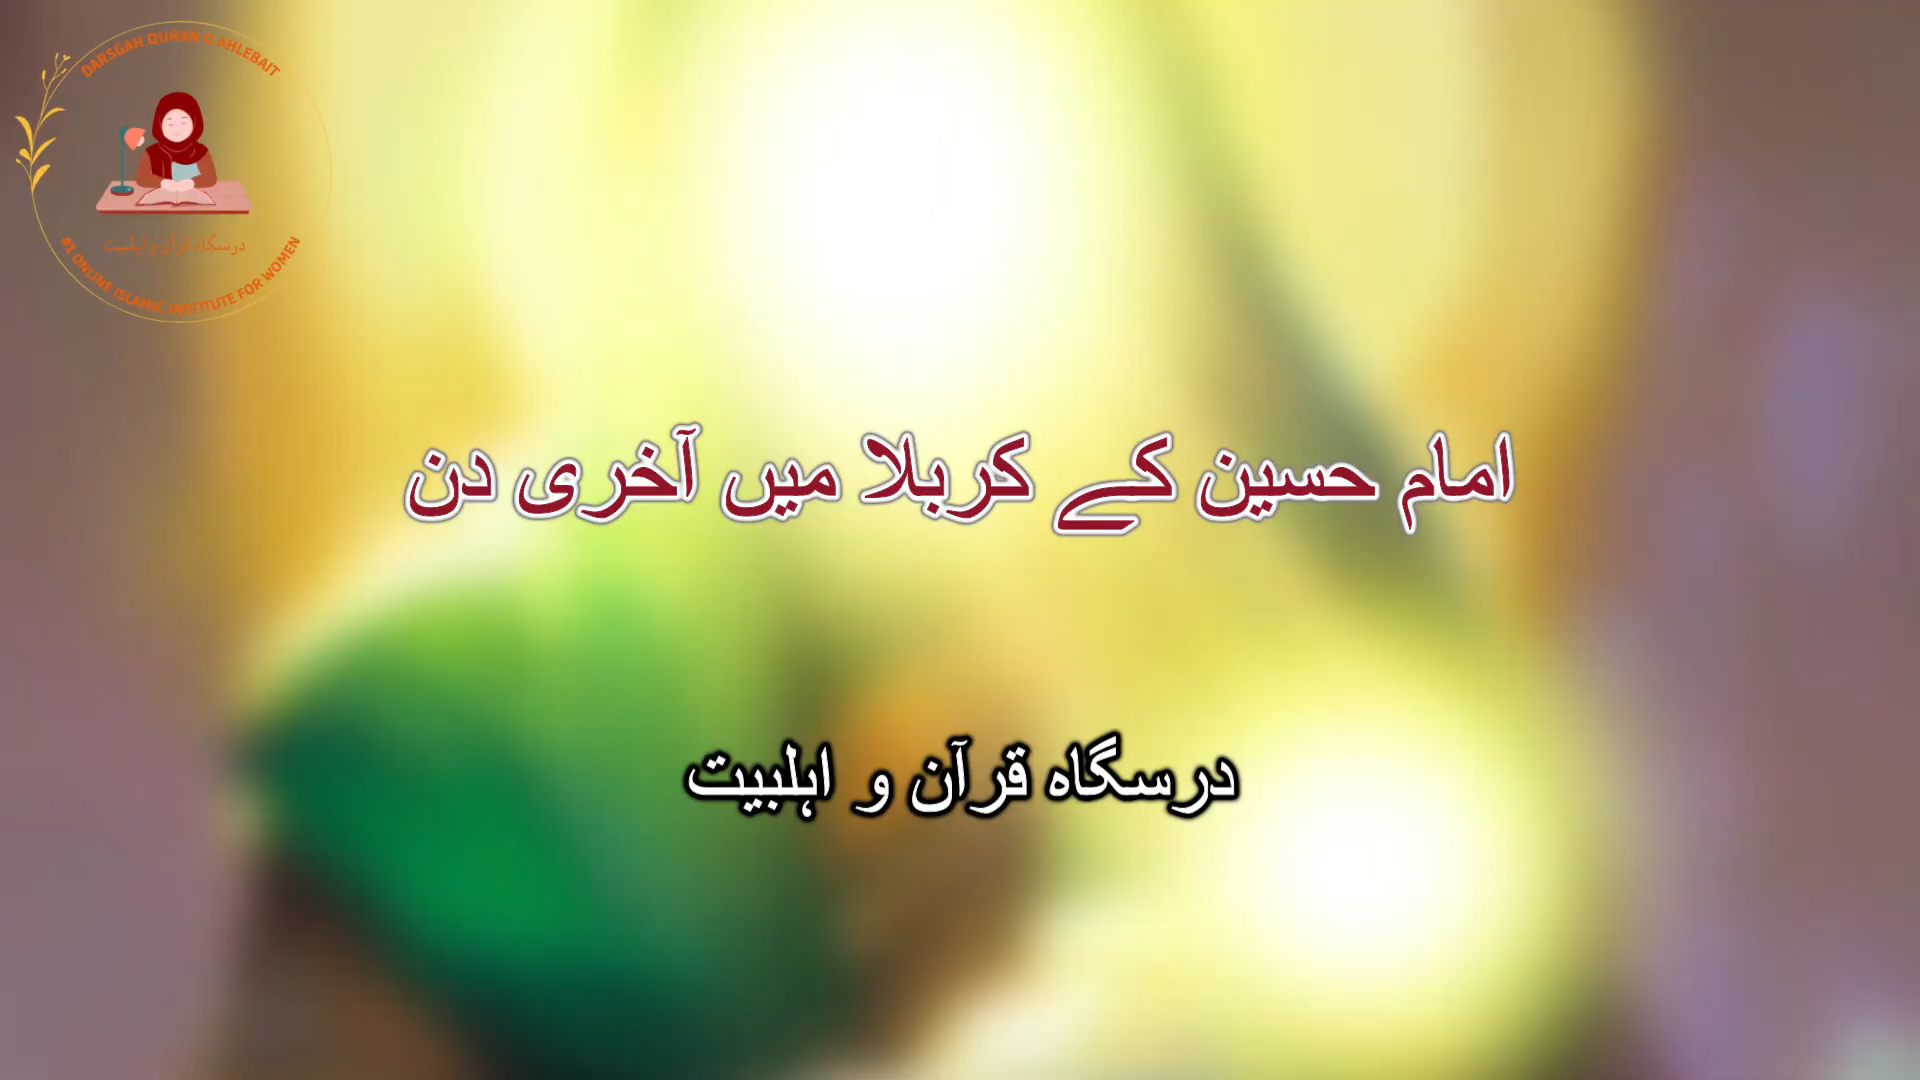 DARSGAH QURAN O AHLEBAIT
درسگاه قرآن و اہلبیت
#1 ONLINE ISLAMIC INSTITUTE FOR WOMEN
امام حسین کے کربلا میں آخری دن
درسگاہ قرآن و اہلبیت